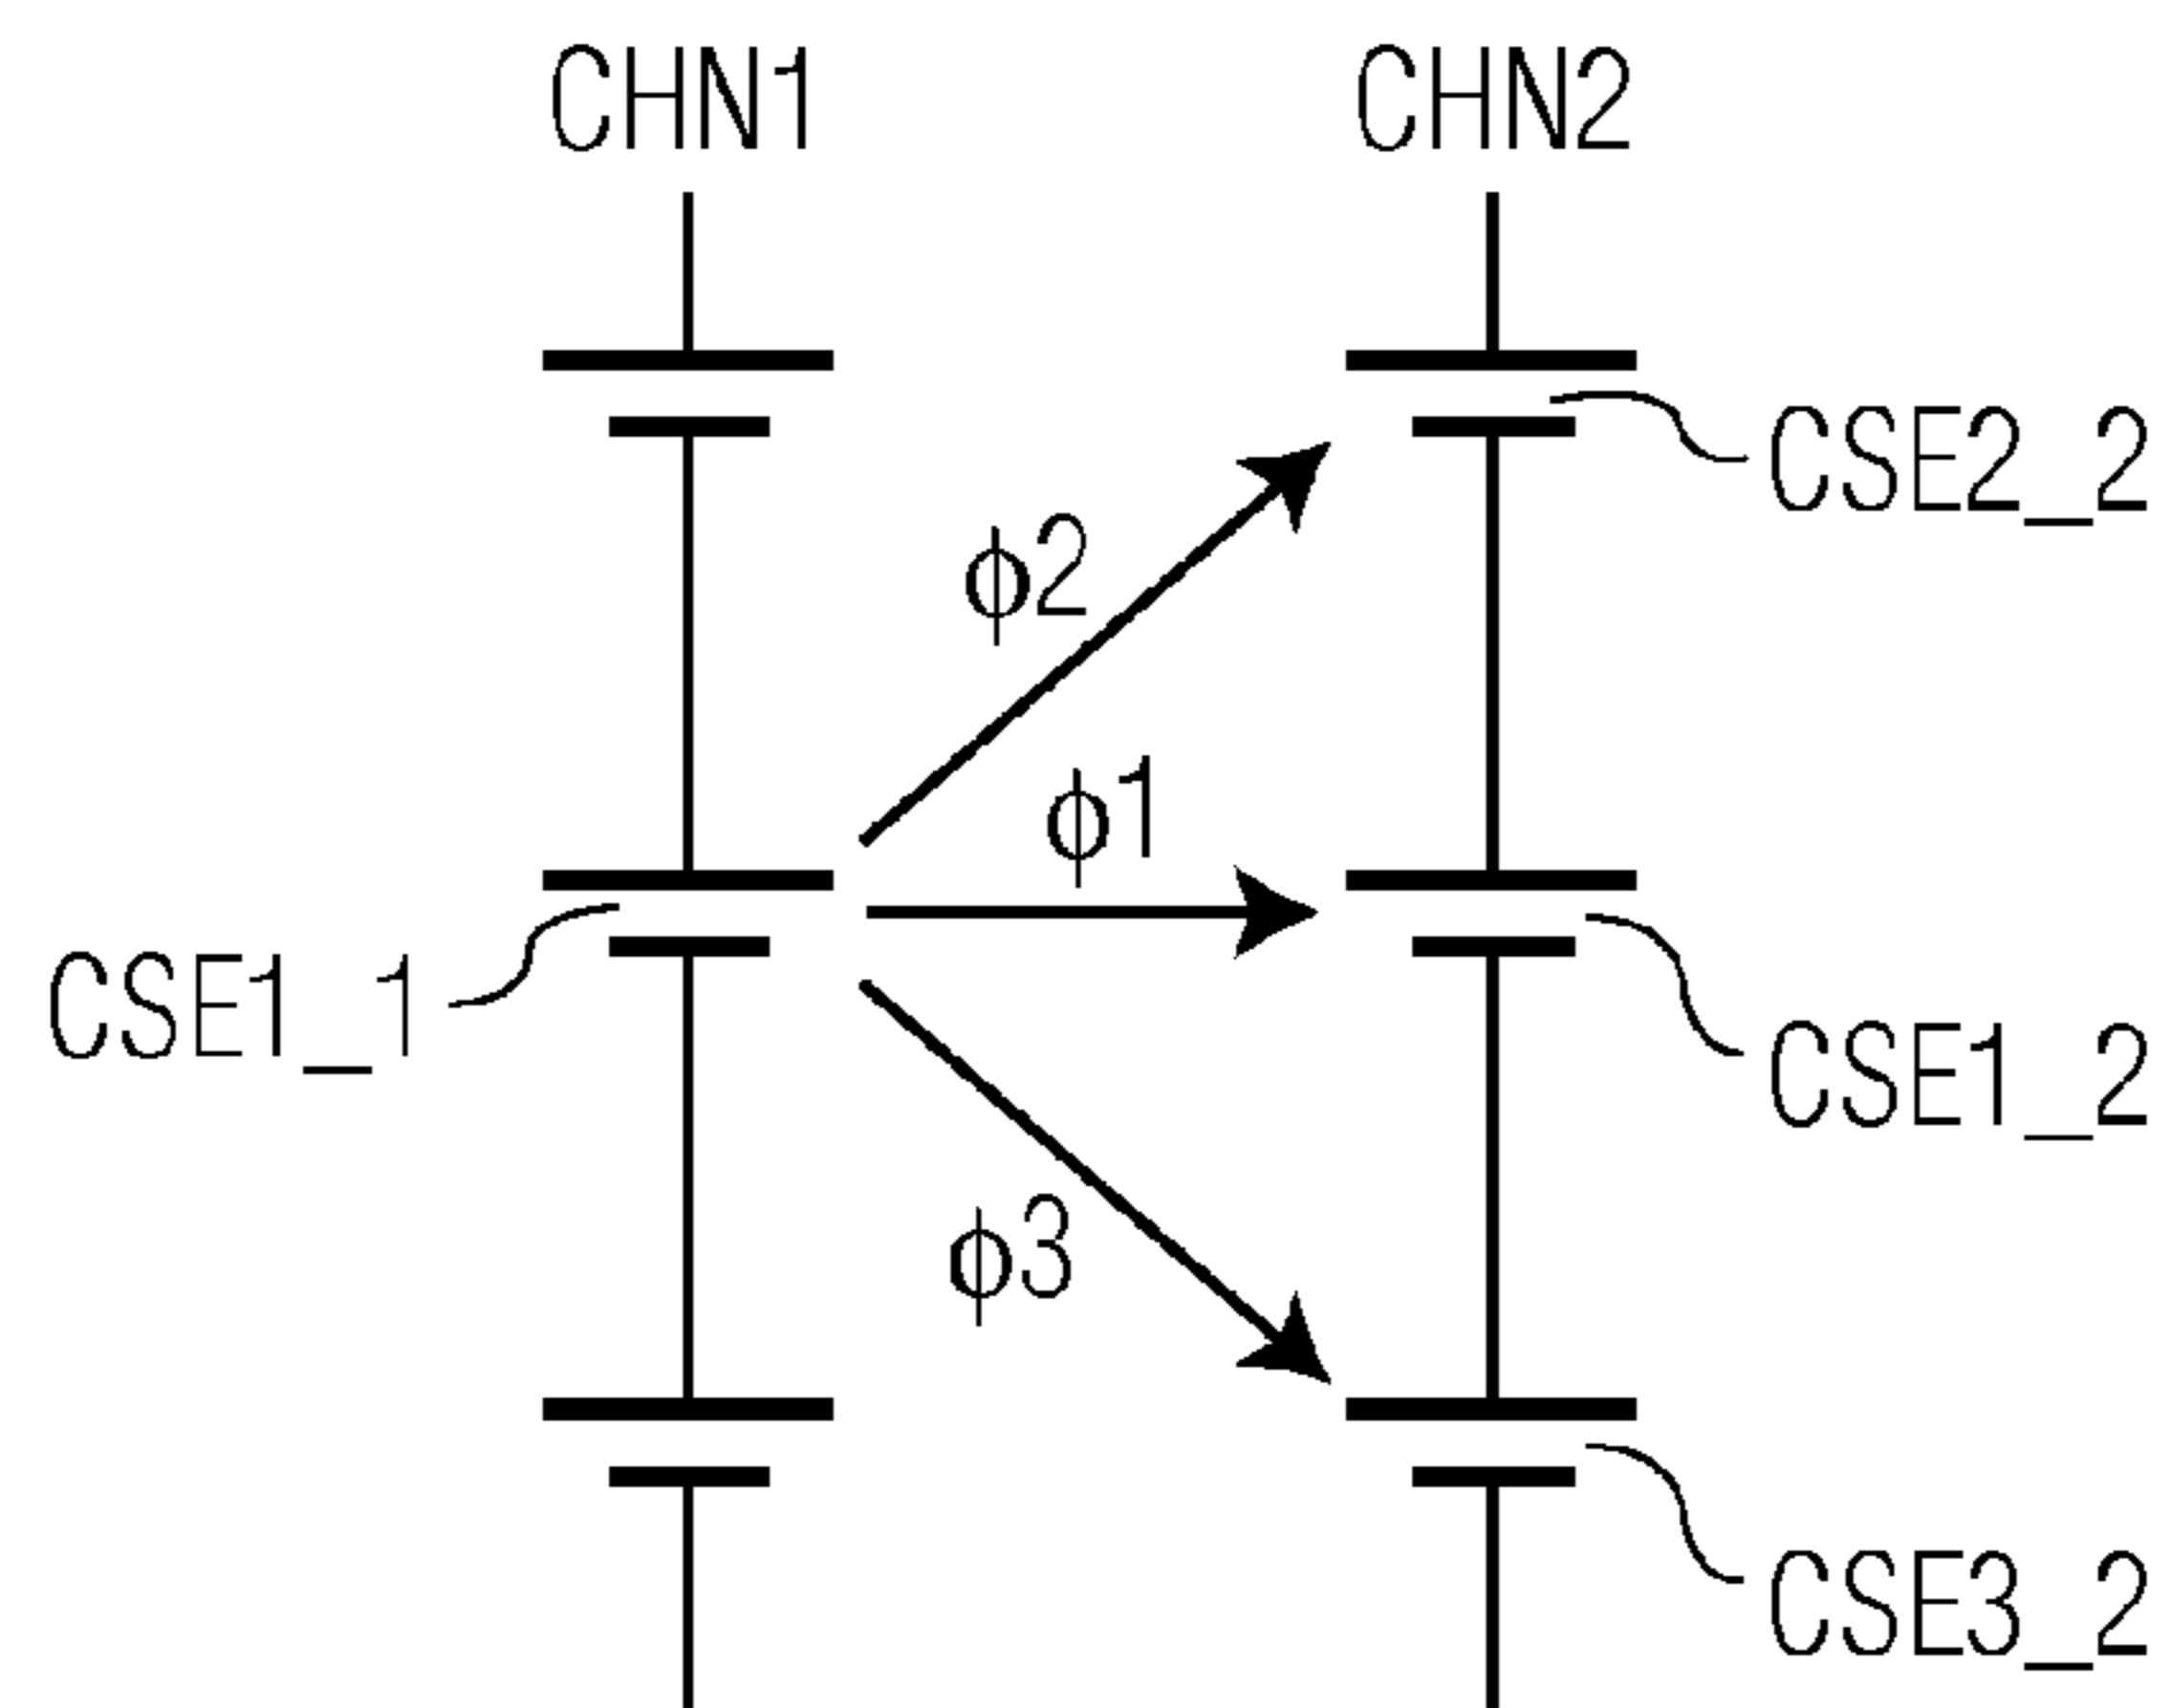 CHN1 CHN2
CSE2_2
ϕ2
ϕ1
CSE1_1
CSE1_2
ϕ3
CSE3_2